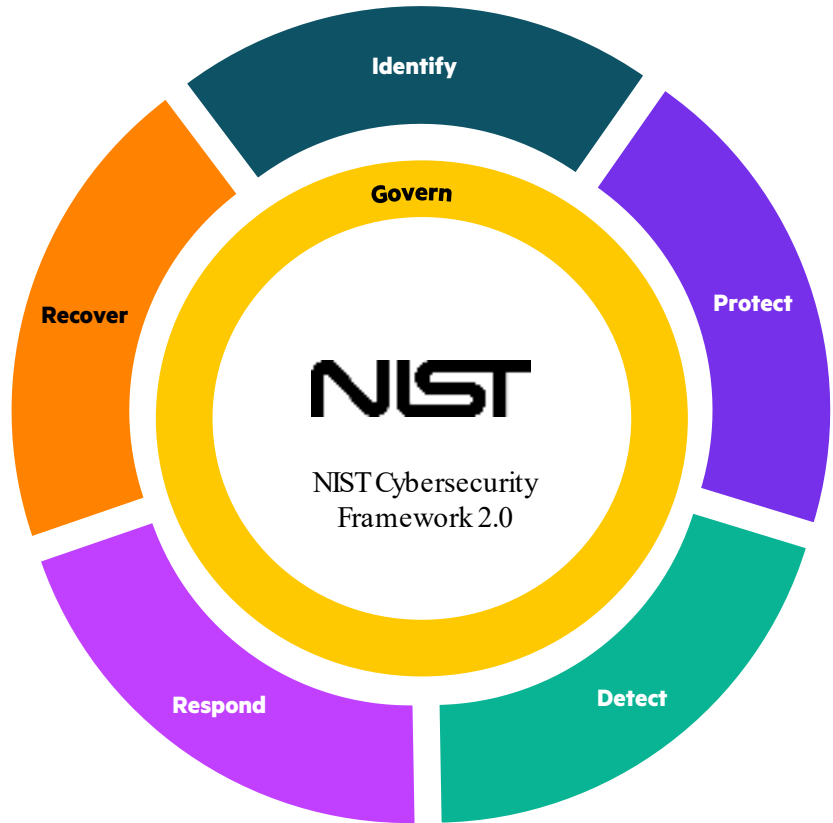 Identify
Govern
Protect
Recover
NIST
NIST Cybersecurity
Framework 2.0
Detect
Respond